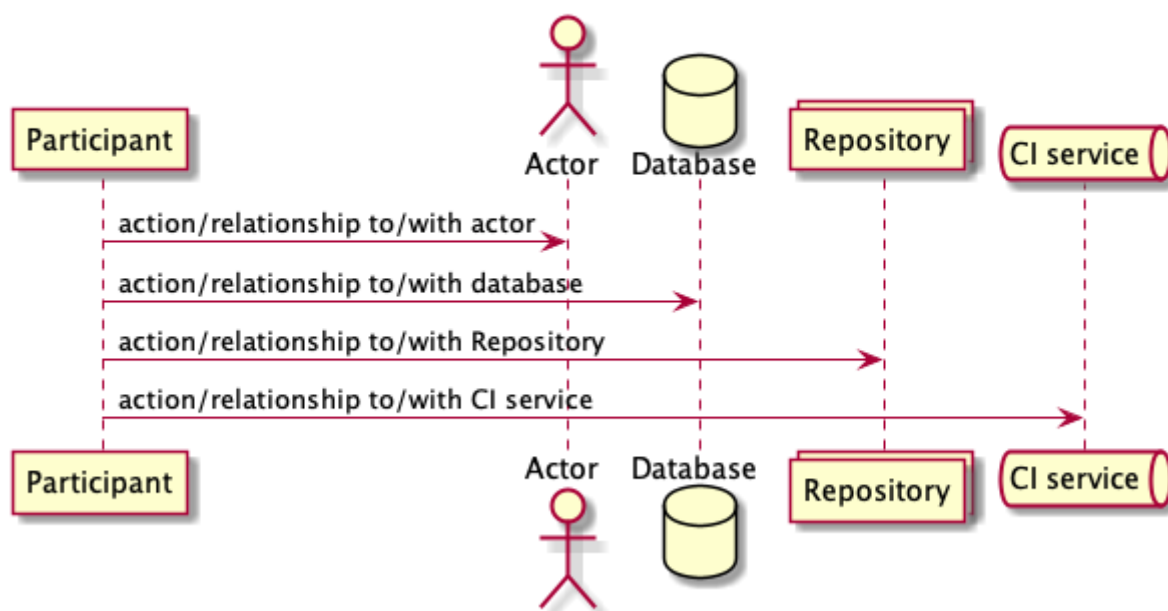 Participant
Actor
Database
Repository
CI service
action/relationship to/with actor
action/relationship to/with database
action/relationship to/with Repository
action/relationship to/with CI service
Participant
Actor
Database
Repository
CI service